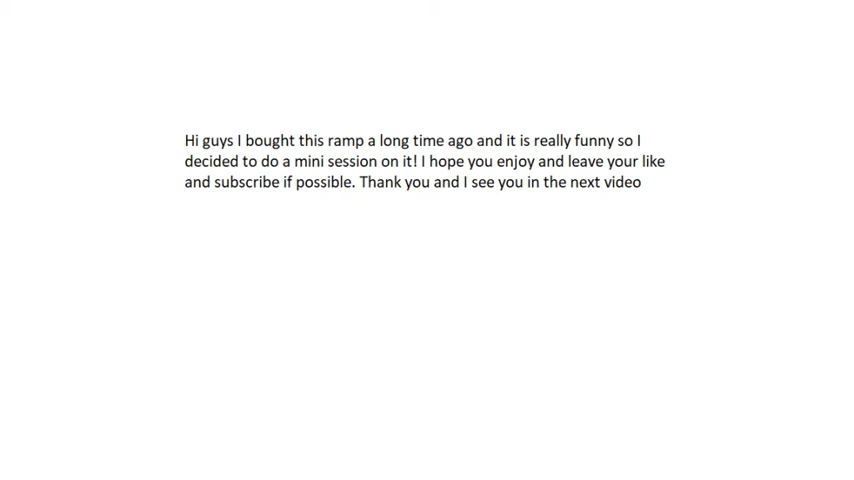 Hi guys I bought this ramp a long time ago and it is really funny so I
decided to do a mini session on it! I hope you enjoy and leave your like
and subscribe if possible. Thank you and I see you in the next video